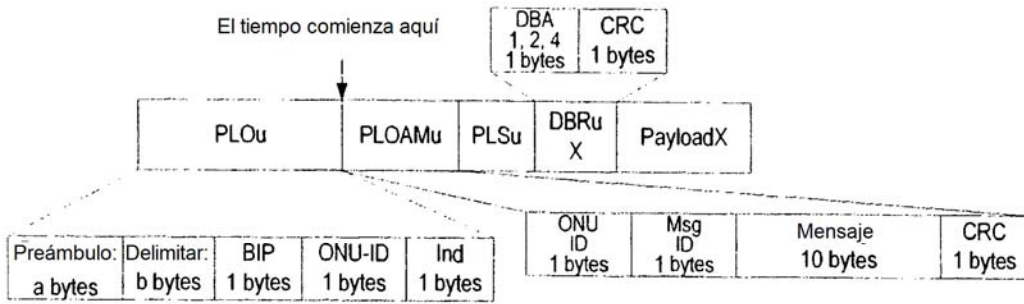 El tiempo comienza aquí
DBA
1, 2, 4
1 bytes
CRC
1 bytes
PLOu
PLOAMu
PLSu
DBRu
X
PayloadX
Preámbulo:
a bytes
Delimitar:
b bytes
BIP
1 bytes
ONU-ID
1 bytes
Ind
1 bytes
ONU
ID
1 bytes
Msg
ID
1 bytes
Mensaje
10 bytes
CRC
1 bytes